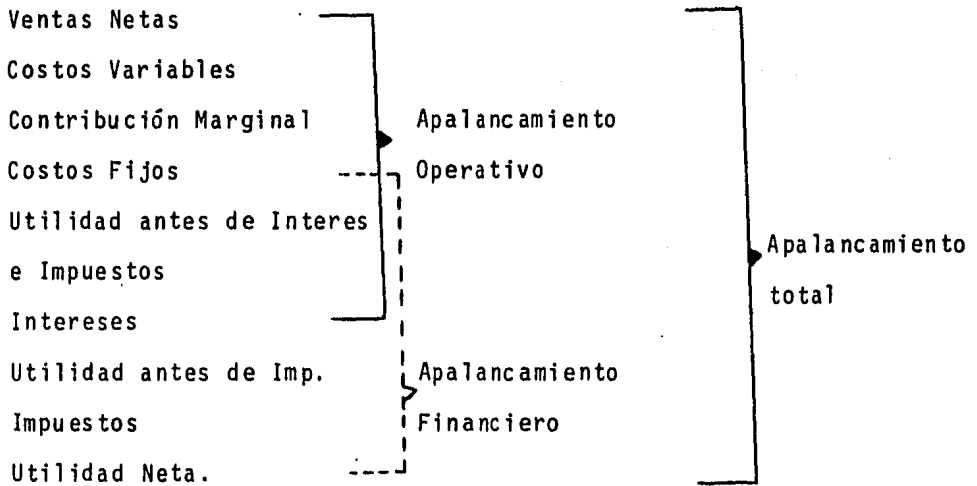 Ventas Netas
Costos Variables
Contribución Marginal
Apalancamiento
Costos Fijos
Operativo
Utilidad antes de Interes
e Impuestos
Apalancamiento
total
Intereses
Utilidad antes de Imp.
Apalancamiento
Impuestos
Financiero
Utilidad Neta.